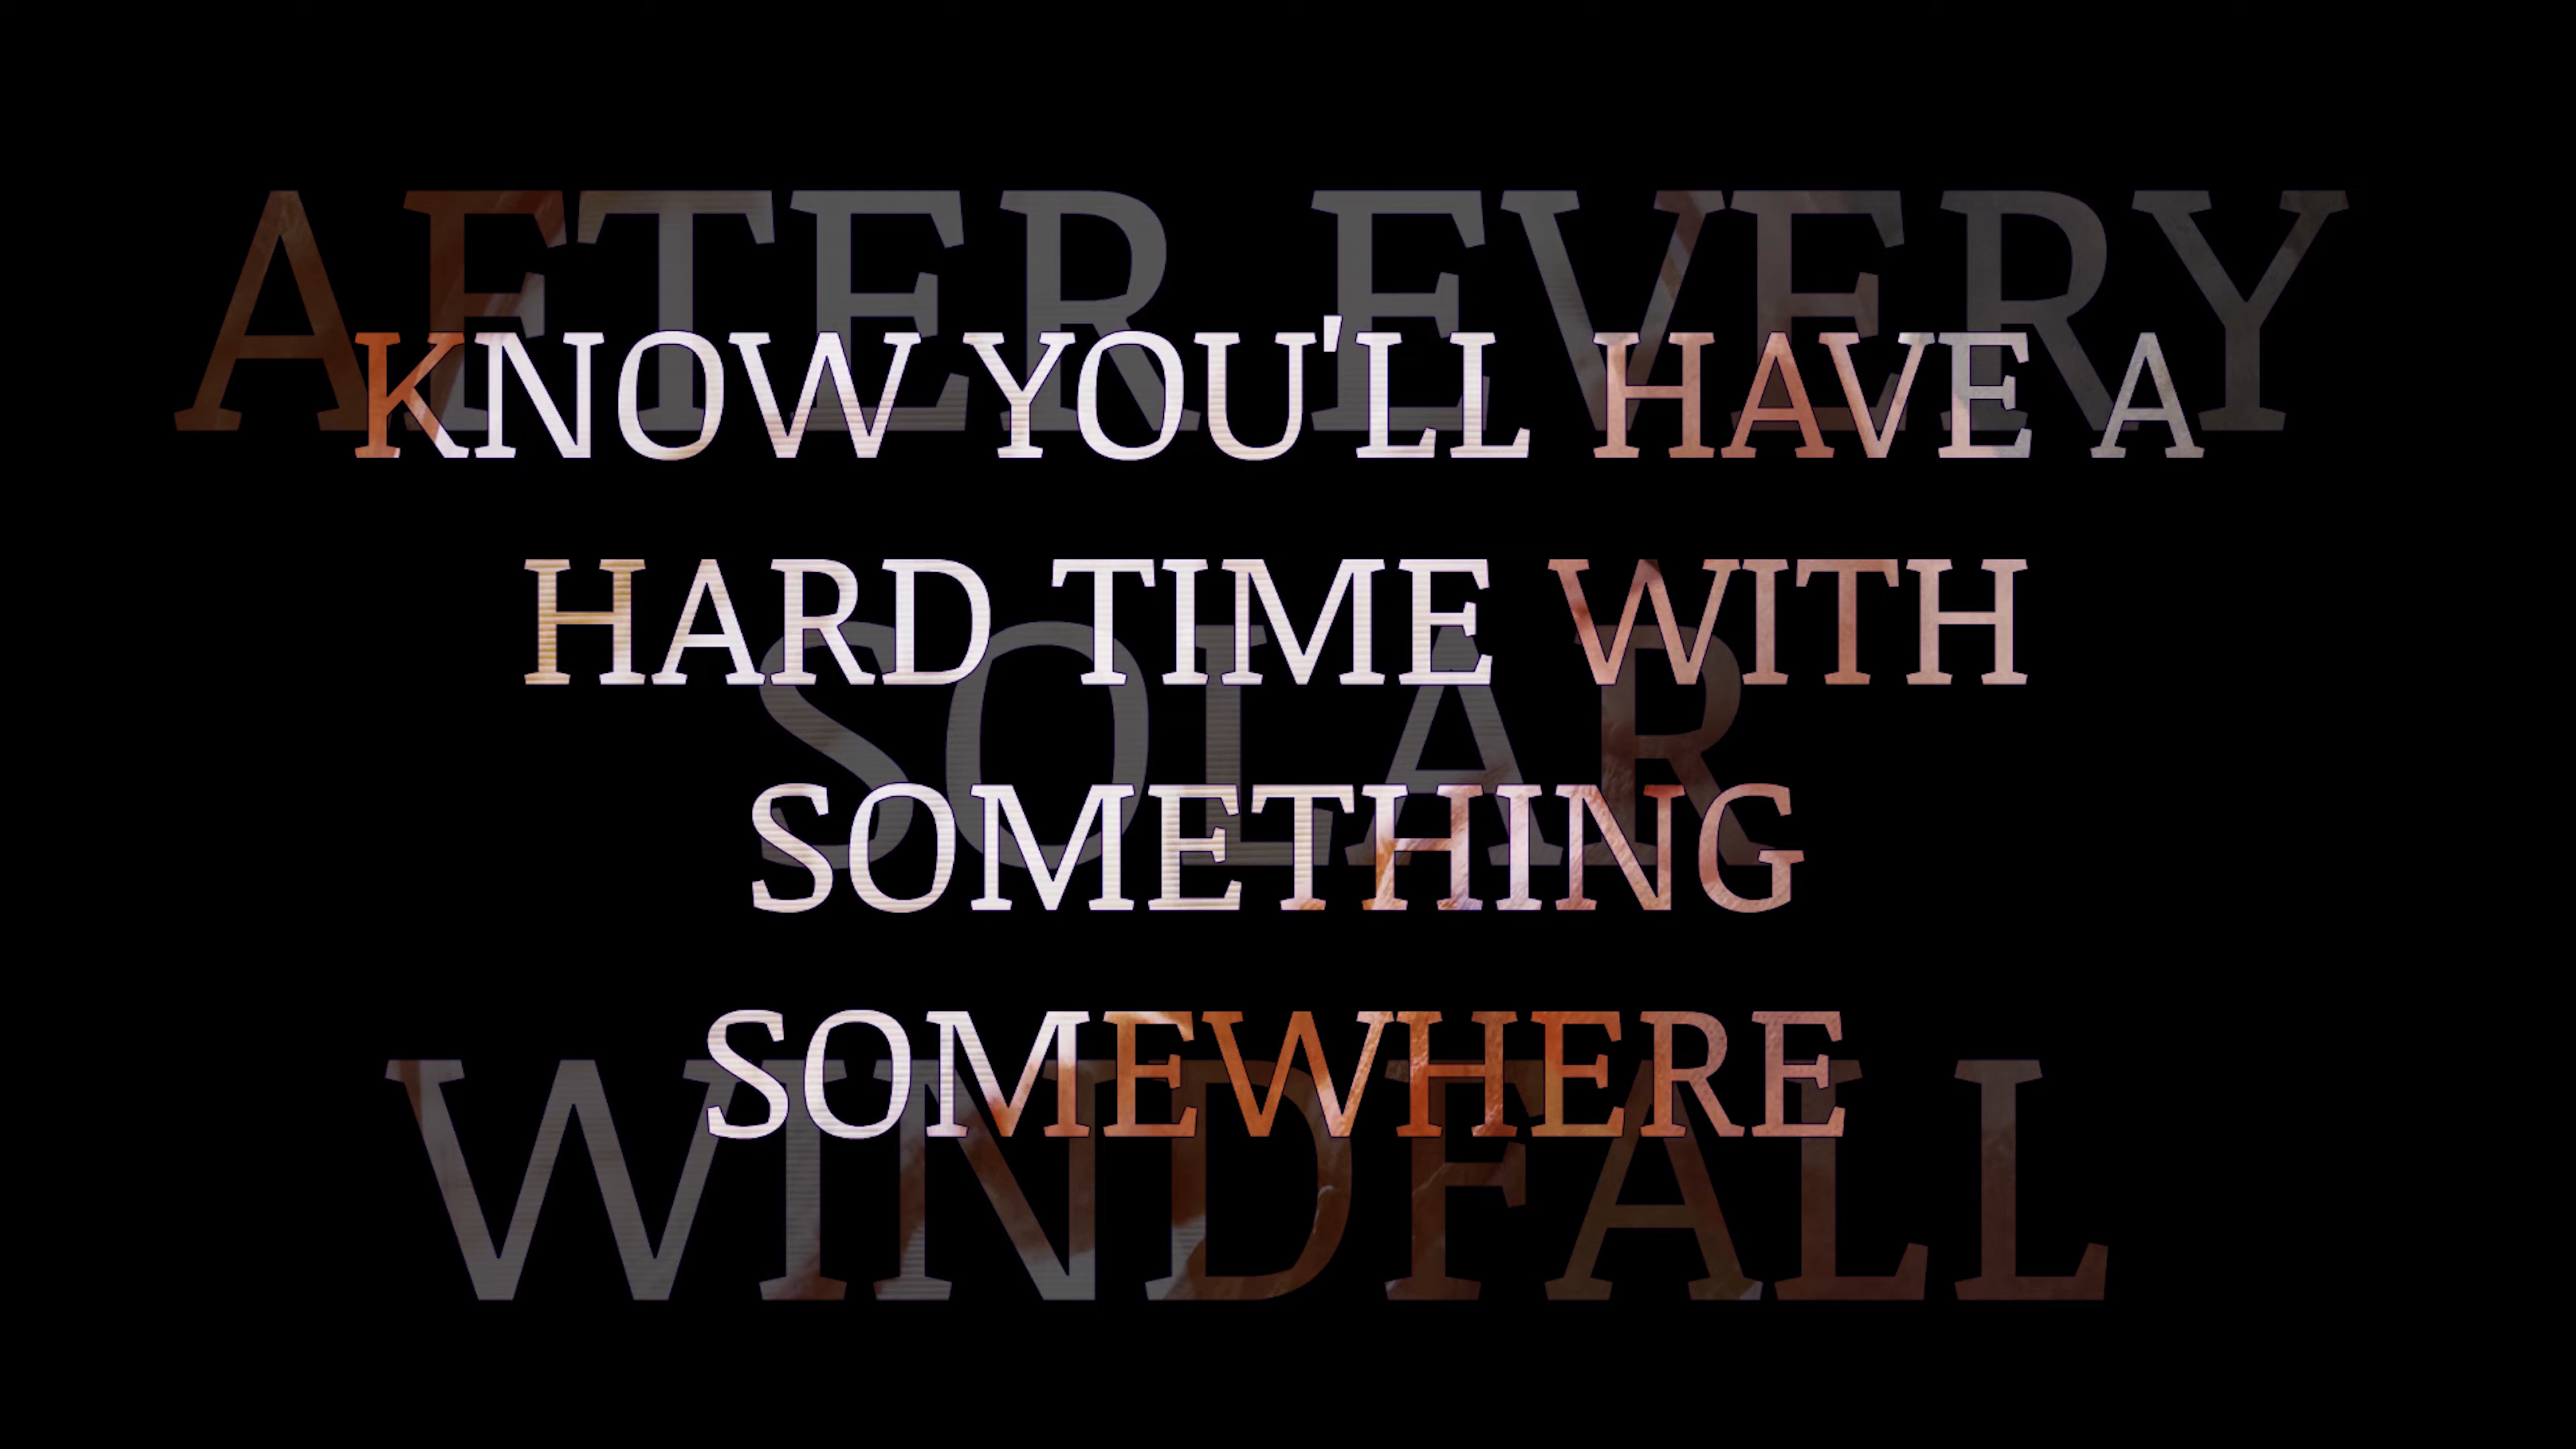 AFTER EVERY
KNOW YOU'LL HAVE A
HARD TIME WITH
SOLAR
SOMETHING
SOMEWHERE
WINDFALL